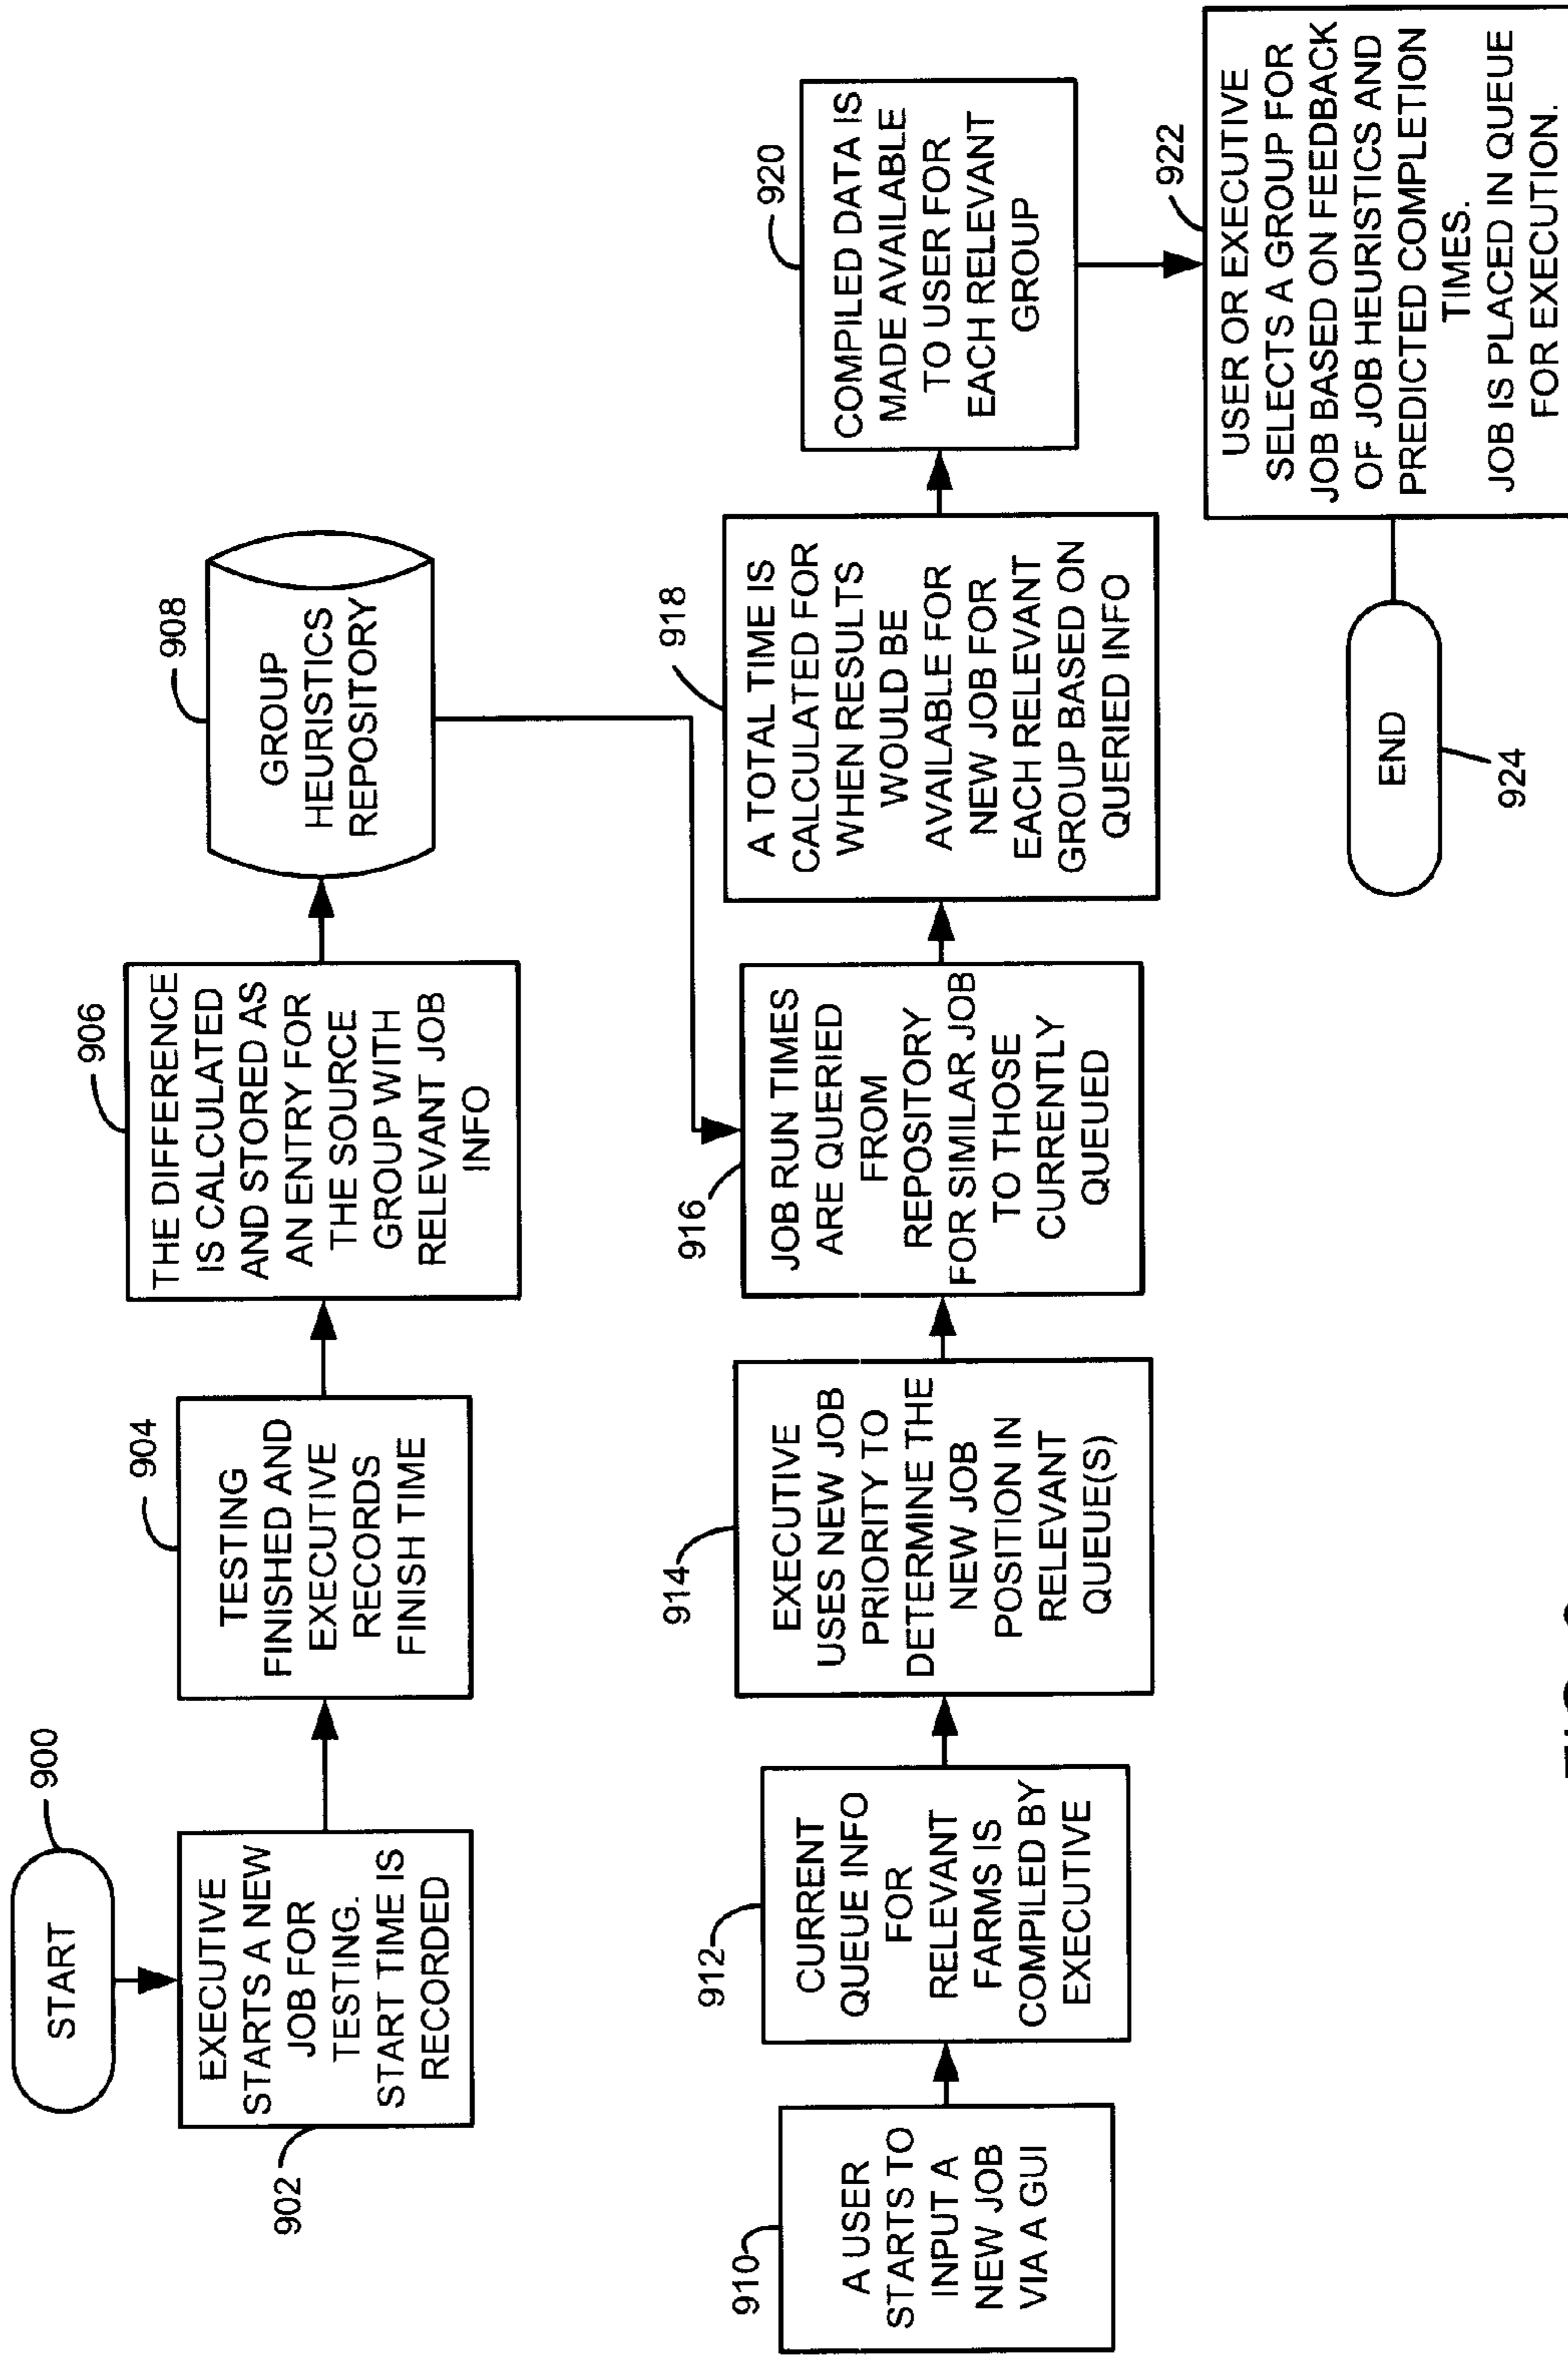 START
900
EXECUTIVE
STARTS A NEW
JOB FOR
TESTING.
START TIME IS
RECORDED
902
TESTING
FINISHED AND
EXECUTIVE
RECORDS
FINISH TIME
904
THE DIFFERENCE
IS CALCULATED
AND STORED AS
AN ENTRY FOR
THE SOURCE
GROUP WITH
RELEVANT JOB
INFO
906
GROUP
HEURISTICS
REPOSITORY
908
A USER
STARTS TO
INPUT A
NEW JOB
VIA A GUI
910
CURRENT
QUEUE INFO
FOR
RELEVANT
FARMS IS
COMPILED BY
EXECUTIVE
912
EXECUTIVE
USES NEW JOB
PRIORITY TO
DETERMINE THE
NEW JOB
POSITION IN
RELEVANT
QUEUE(S)
914
JOB RUN TIMES
ARE QUERIED
FROM
REPOSITORY
FOR SIMILAR JOB
TO THOSE
CURRENTLY
QUEUED
916
A TOTAL TIME IS
CALCULATED FOR
WHEN RESULTS
WOULD BE
AVAILABLE FOR
NEW JOB FOR
EACH RELEVANT
GROUP BASED ON
QUERIED INFO
918
COMPILED DATA IS
MADE AVAILABLE
TO USER FOR
EACH RELEVANT
GROUP
920
USER OR EXECUTIVE
SELECTS A GROUP FOR
JOB BASED ON FEEDBACK
OF JOB HEURISTICS AND
PREDICTED COMPLETION
TIMES.
JOB IS PLACED IN QUEUE
FOR EXECUTION.
922
END
924